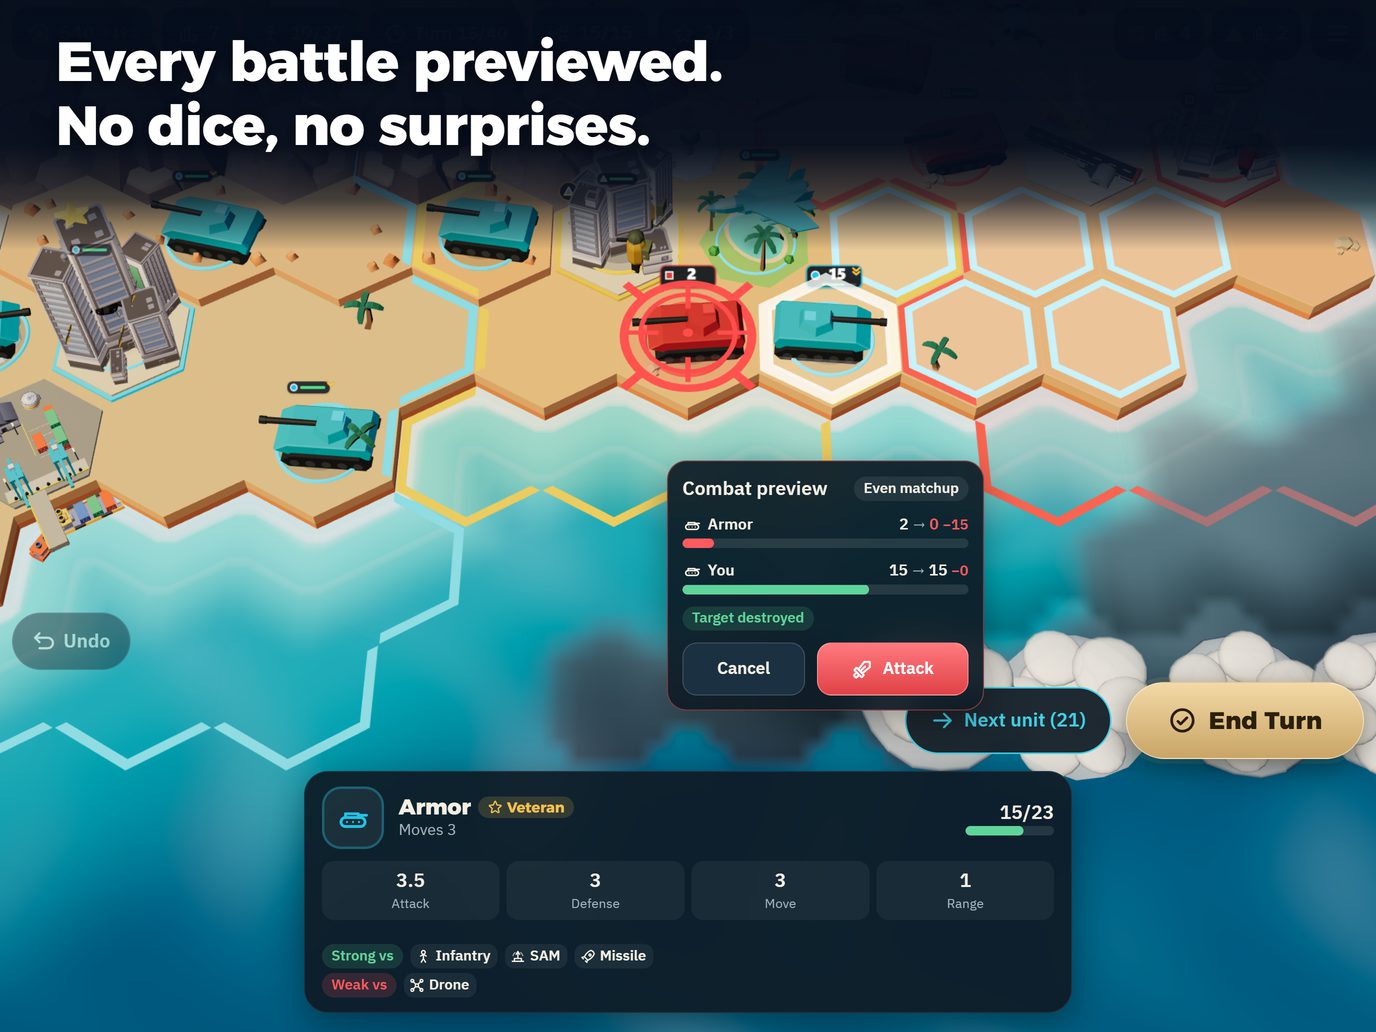 Every battle previewed.
No dice, no surprises.
2
15
Combat preview
Even matchup
Armor
2 → 0 –15
You
15 → 15 –0
Target destroyed
Cancel
Attack
Undo
Next unit (21)
End Turn
Armor
Veteran
Moves 3
15/23
3.5
3
3
1
Attack
Defense
Move
Range
Strong vs
Infantry
SAM
Missile
Weak vs
Drone